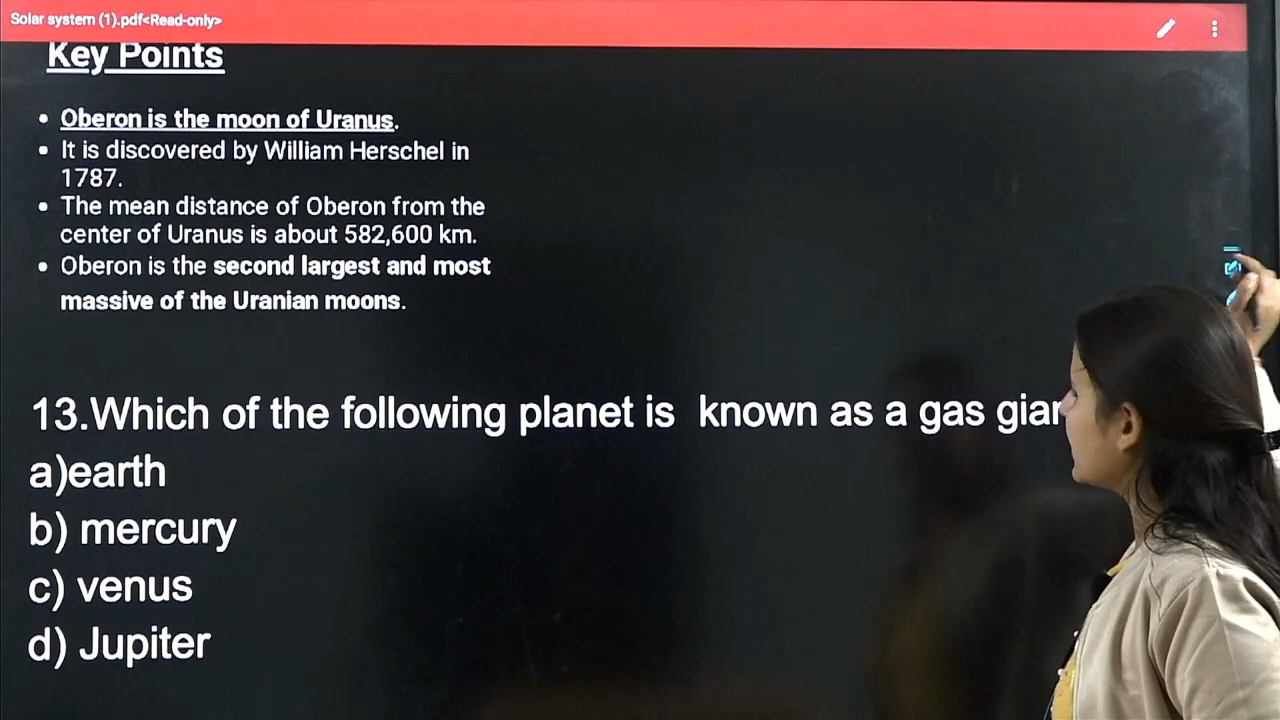 Solar system (1).pdf<Read-only>
Key Points
• Oberon is the moon of Uranus.
• It is discovered by William Herschel in
1787.
• The mean distance of Oberon from the
center of Uranus is about 582,600 km.
• Oberon is the second largest and most
massive of the Uranian moons.
13.Which of the following planet is known as a gas
a)earth
b) mercury
c) venus
d) Jupiter